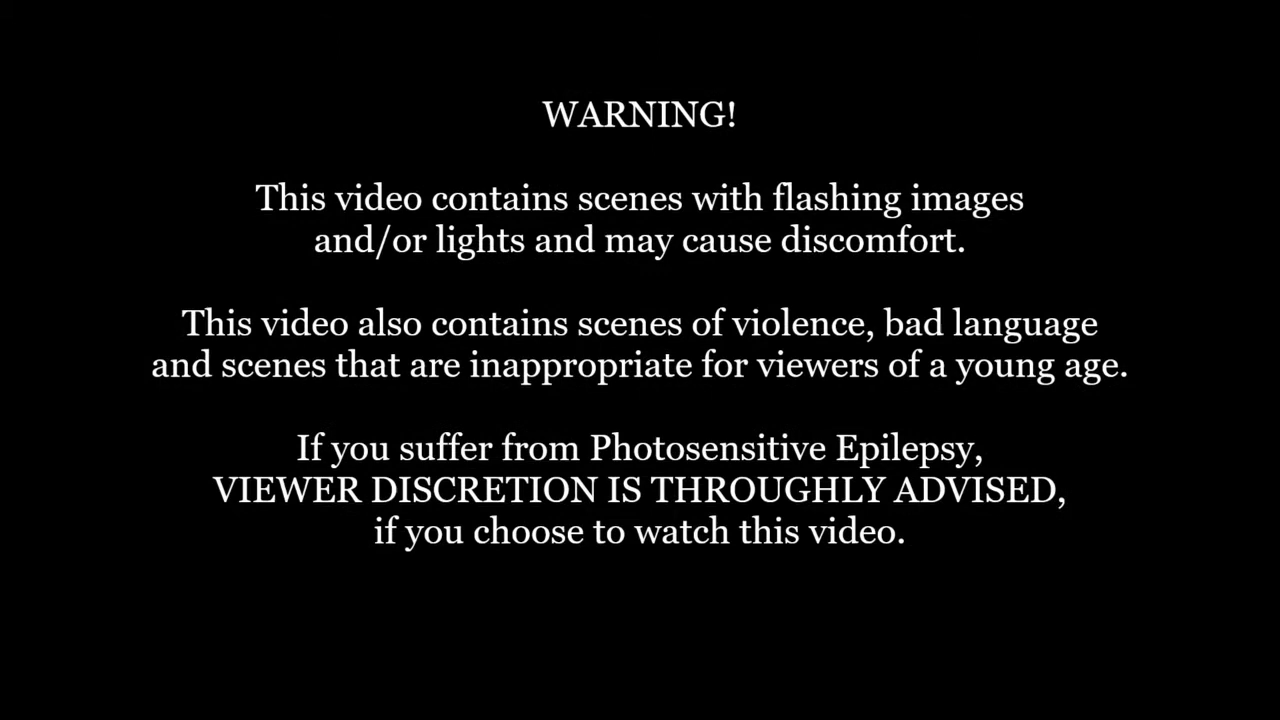 WARNING!
This video contains scenes with flashing images
and/or lights and may cause discomfort.
This video also contains scenes of violence, bad language
and scenes that are inappropriate for viewers of a young age.
If you suffer from Photosensitive Epilepsy,
VIEWER DISCRETION IS THROUGHLY ADVISED,
if you choose to watch this video.